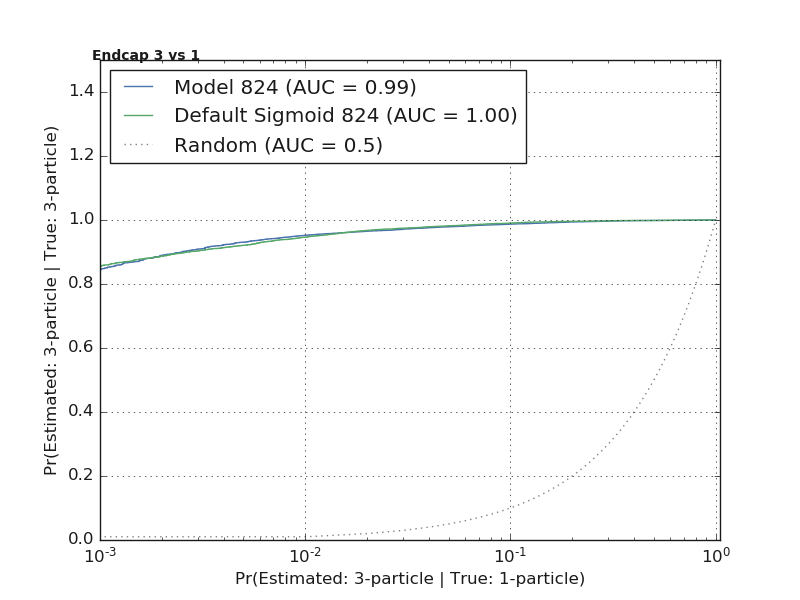 Endcap 3 vs 1
Model 824 (AUC = 0.99)
Default Sigmoid 824 (AUC = 1.00)
Random (AUC = 0.5)
1.4
1.2
1.0
0.8
0.6
0.4
0.2
0.0
Pr(Estimated: 3-particle | True: 3-particle)
10^-3 10^-2 10^-1 10^0
Pr(Estimated: 3-particle | True: 1-particle)